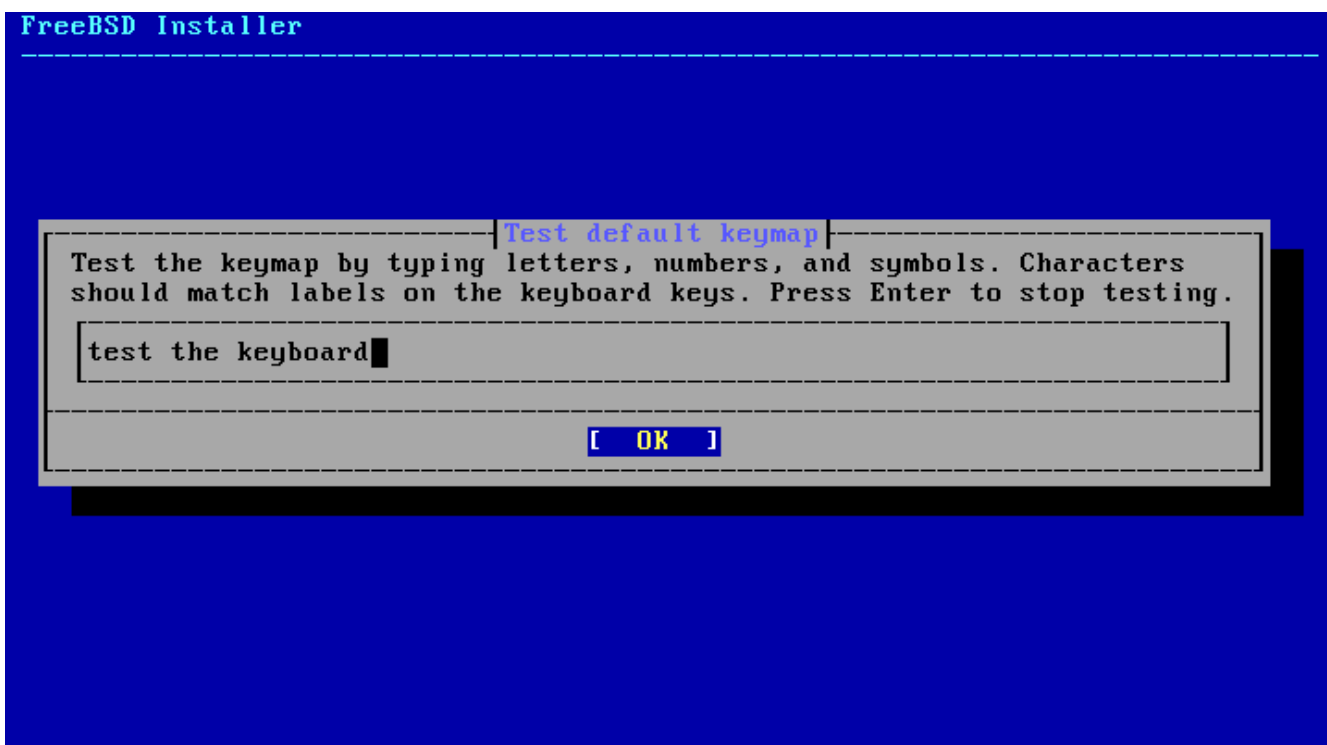 FreeBSD Installer
Test default keymap
Test the keymap by typing letters, numbers, and symbols. Characters
should match labels on the keyboard keys. Press Enter to stop testing.
test the keyboard
[ OK ]